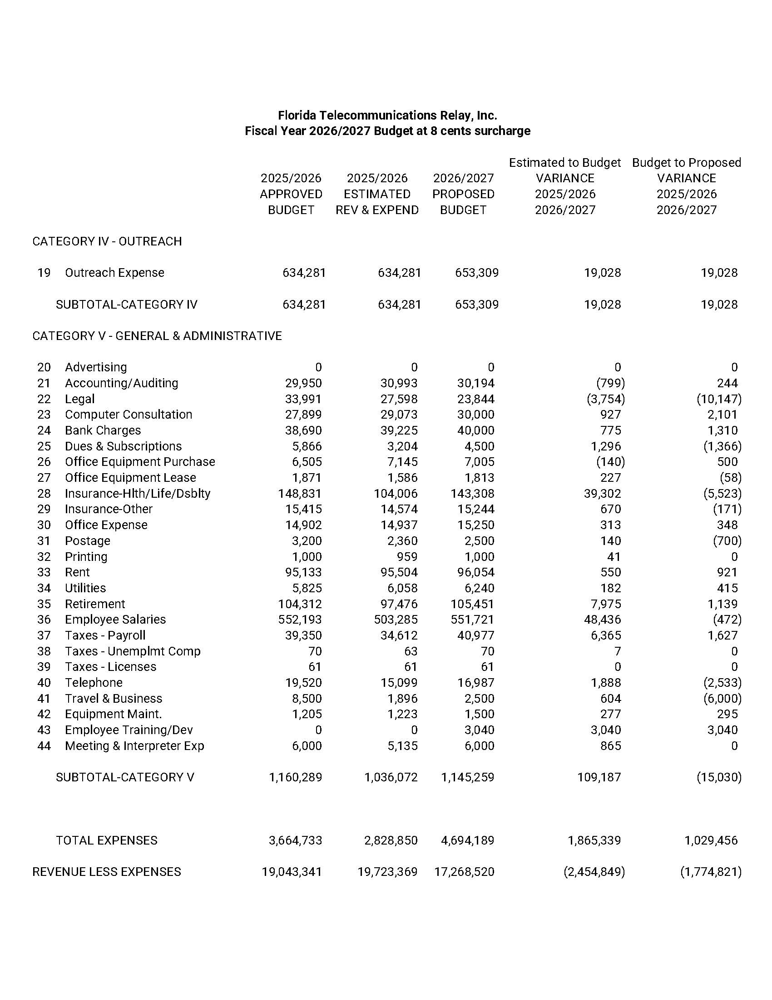 Florida Telecommunications Relay, Inc.
Fiscal Year 2026/2027 Budget at 8 cents surcharge
Estimated to Budget Budget to Proposed
2025/2026 2025/2026 2026/2027 VARIANCE VARIANCE
APPROVED ESTIMATED PROPOSED 2025/2026 2025/2026
BUDGET REV & EXPEND BUDGET 2026/2027 2026/2027
CATEGORY IV - OUTREACH
19 Outreach Expense 634,281 634,281 653,309 19,028 19,028
SUBTOTAL-CATEGORY IV 634,281 634,281 653,309 19,028 19,028
CATEGORY V - GENERAL & ADMINISTRATIVE
20 Advertising 0 0 0 0 0
21 Accounting/Auditing 29,950 30,993 30,194 (799) 244
22 Legal 33,991 27,598 23,844 (3,754) (10,147)
23 Computer Consultation 27,899 29,073 30,000 927 2,101
24 Bank Charges 38,690 39,225 40,000 775 1,310
25 Dues & Subscriptions 5,866 3,204 4,500 1,296 (1,366)
26 Office Equipment Purchase 6,505 7,145 7,005 (140) 500
27 Office Equipment Lease 1,871 1,586 1,813 227 (58)
28 Insurance-Hlth/Life/Dsblty 148,831 104,006 143,308 39,302 (5,523)
29 Insurance-Other 15,415 14,574 15,244 670 (171)
30 Office Expense 14,902 14,937 15,250 313 348
31 Postage 3,200 2,360 2,500 140 (700)
32 Printing 1,000 959 1,000 41 0
33 Rent 95,133 95,504 96,054 550 921
34 Utilities 5,825 6,058 6,240 182 415
35 Retirement 104,312 97,476 105,451 7,975 1,139
36 Employee Salaries 552,193 503,285 551,721 48,436 (472)
37 Taxes - Payroll 39,350 34,612 40,977 6,365 1,627
38 Taxes - Unemplmt Comp 70 63 70 7 0
39 Taxes - Licenses 61 61 61 0 0
40 Telephone 19,520 15,099 16,987 1,888 (2,533)
41 Travel & Business 8,500 1,896 2,500 604 (6,000)
42 Equipment Maint. 1,205 1,223 1,500 277 295
43 Employee Training/Dev 0 0 3,040 3,040 3,040
44 Meeting & Interpreter Exp 6,000 5,135 6,000 865 0
SUBTOTAL-CATEGORY V 1,160,289 1,036,072 1,145,259 109,187 (15,030)
TOTAL EXPENSES 3,664,733 2,828,850 4,694,189 1,865,339 1,029,456
REVENUE LESS EXPENSES 19,043,341 19,723,369 17,268,520 (2,454,849) (1,774,821)